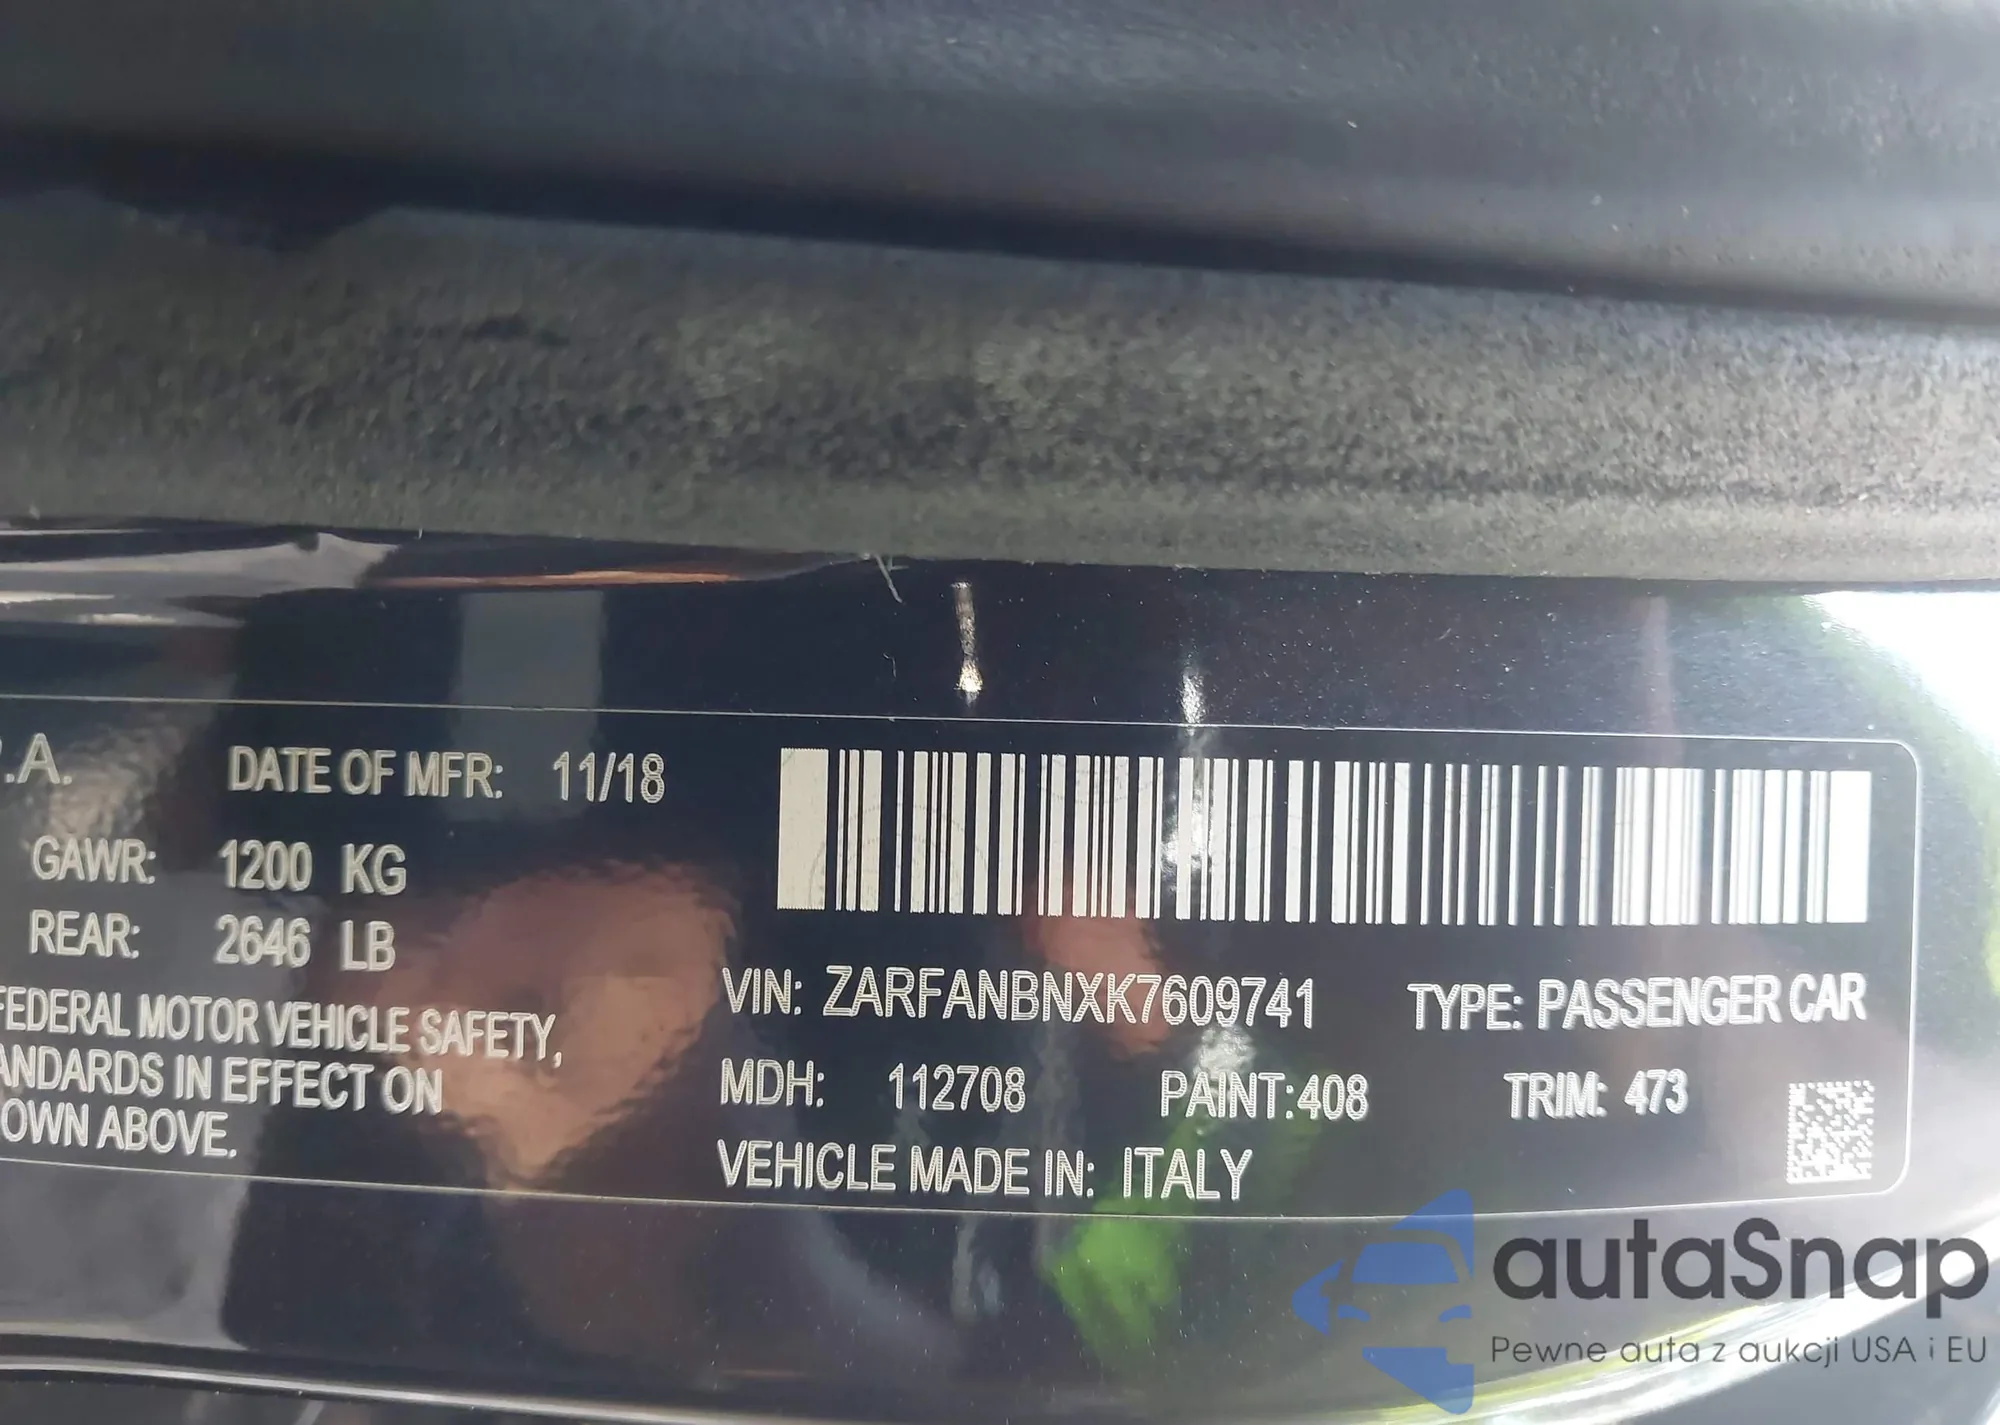 .A. DATE OF MFR: 11/18
GAWR: 1200 KG
REAR: 2646 LB
FEDERAL MOTOR VEHICLE SAFETY,
ANDARDS IN EFFECT ON
OWN ABOVE.
VIN: ZARFANBNXK7609741 TYPE: PASSENGER CAR
MDH: 112708 PAINT:408 TRIM: 473
VEHICLE MADE IN: ITALY
autaSnap
Pewne auta z aukcji USA i EU